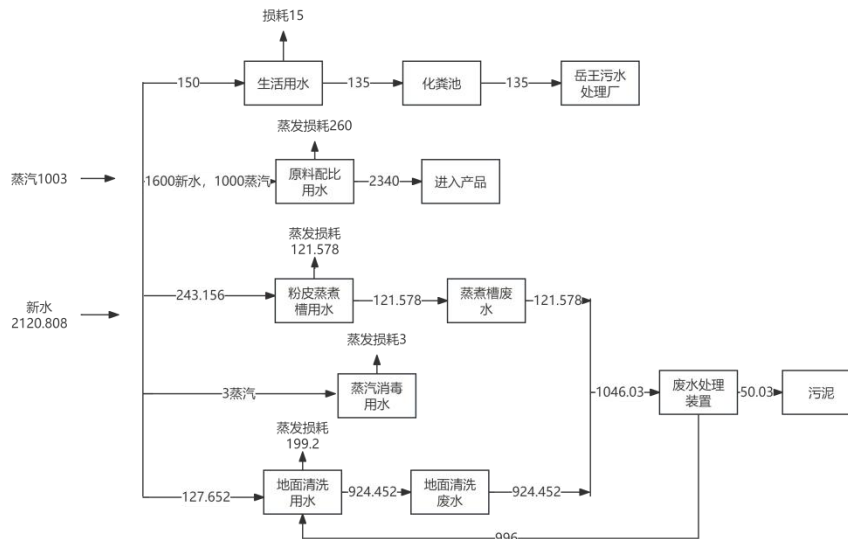 损耗15
150
生活用水
135
化粪池
135
岳王污水
处理厂
蒸发损耗260
蒸汽1003
1600新水，1000蒸汽
原料配比
用水
2340
进入产品
蒸发损耗
121.578
新水
2120.808
243.156
粉皮蒸煮
槽用水
121.578
蒸煮槽废
水
121.578
蒸发损耗3
3蒸汽
蒸汽消毒
用水
1046.03
废水处理
装置
50.03
污泥
蒸发损耗
199.2
127.652
地面清洗
用水
924.452
地面清洗
废水
924.452
996